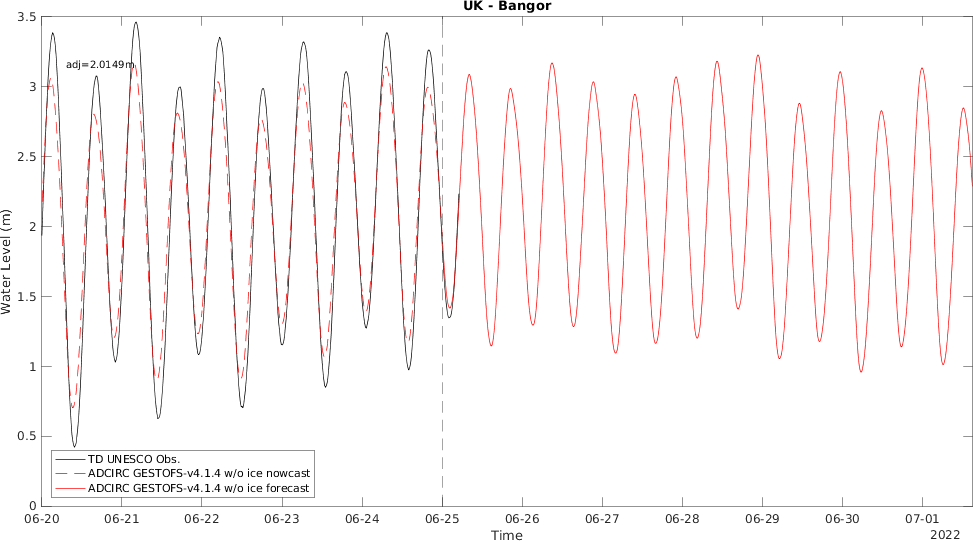 UK - Bangor
3.5
adj=2.0149m
3
2.5
2
Water Level (m)
1.5
1
0.5
0
TD UNESCO Obs.
ADCIRC GESTOFS-v4.1.4 w/o ice nowcast
ADCIRC GESTOFS-v4.1.4 w/o ice forecast
06-20 06-21 06-22 06-23 06-24 06-25 06-26 06-27 06-28 06-29 06-30 07-01
2022
Time